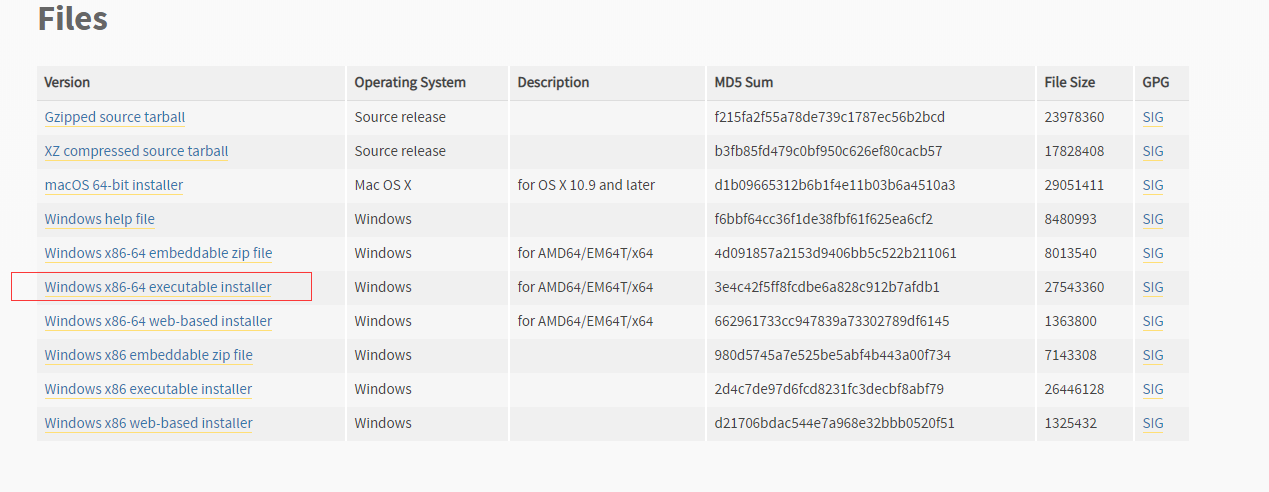 Files
Version Operating System Description MD5 Sum File Size GPG
Gzipped source tarball Source release f215fa2f55a78de739c1787ec56b2bcd 23978360 SIG
XZ compressed source tarball Source release b3fb85fd479c0bf950c626ef80cacb57 17828408 SIG
macOS 64-bit installer Mac OS X for OS X 10.9 and later d1b09665312b6b1f4e11b03b6a4510a3 29051411 SIG
Windows help file Windows f6bbf64cc36f1de38fbf61f625ea6cf2 8480993 SIG
Windows x86-64 embeddable zip file Windows for AMD64/EM64T/x64 4d091857a2153d9406bb5c522b211061 8013540 SIG
Windows x86-64 executable installer Windows for AMD64/EM64T/x64 3e4c42f5ff8fcdbe6a828c912b7afdb1 27543360 SIG
Windows x86-64 web-based installer Windows for AMD64/EM64T/x64 662961733cc947839a73302789df6145 1363800 SIG
Windows x86 embeddable zip file Windows 980d5745a7e525be5abf4b443a00f734 7143308 SIG
Windows x86 executable installer Windows 2d4c7de97d6fcd8231fc3decbf8abf79 26446128 SIG
Windows x86 web-based installer Windows d21706bdac544e7a968e32bbb0520f51 1325432 SIG